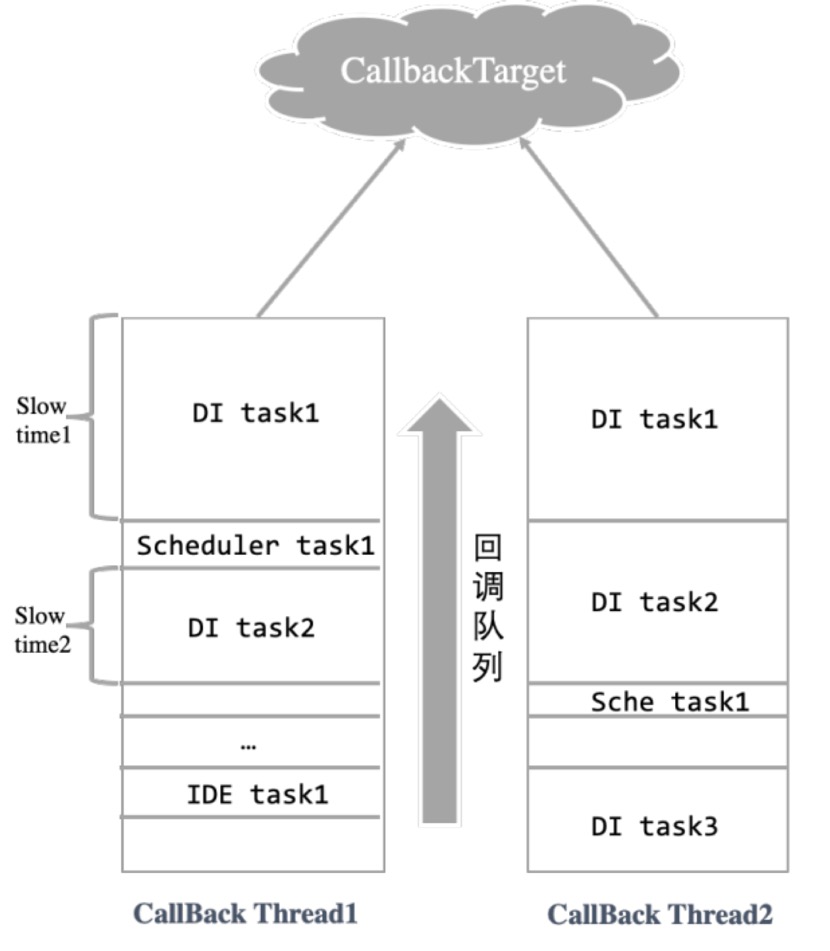 CallbackTarget
Slow
time1
DI task1
Scheduler task1
Slow
time2
DI task2
…
IDE task1
CallBack Thread1
回
调
队
列
DI task1
DI task2
Sche task1
DI task3
CallBack Thread2